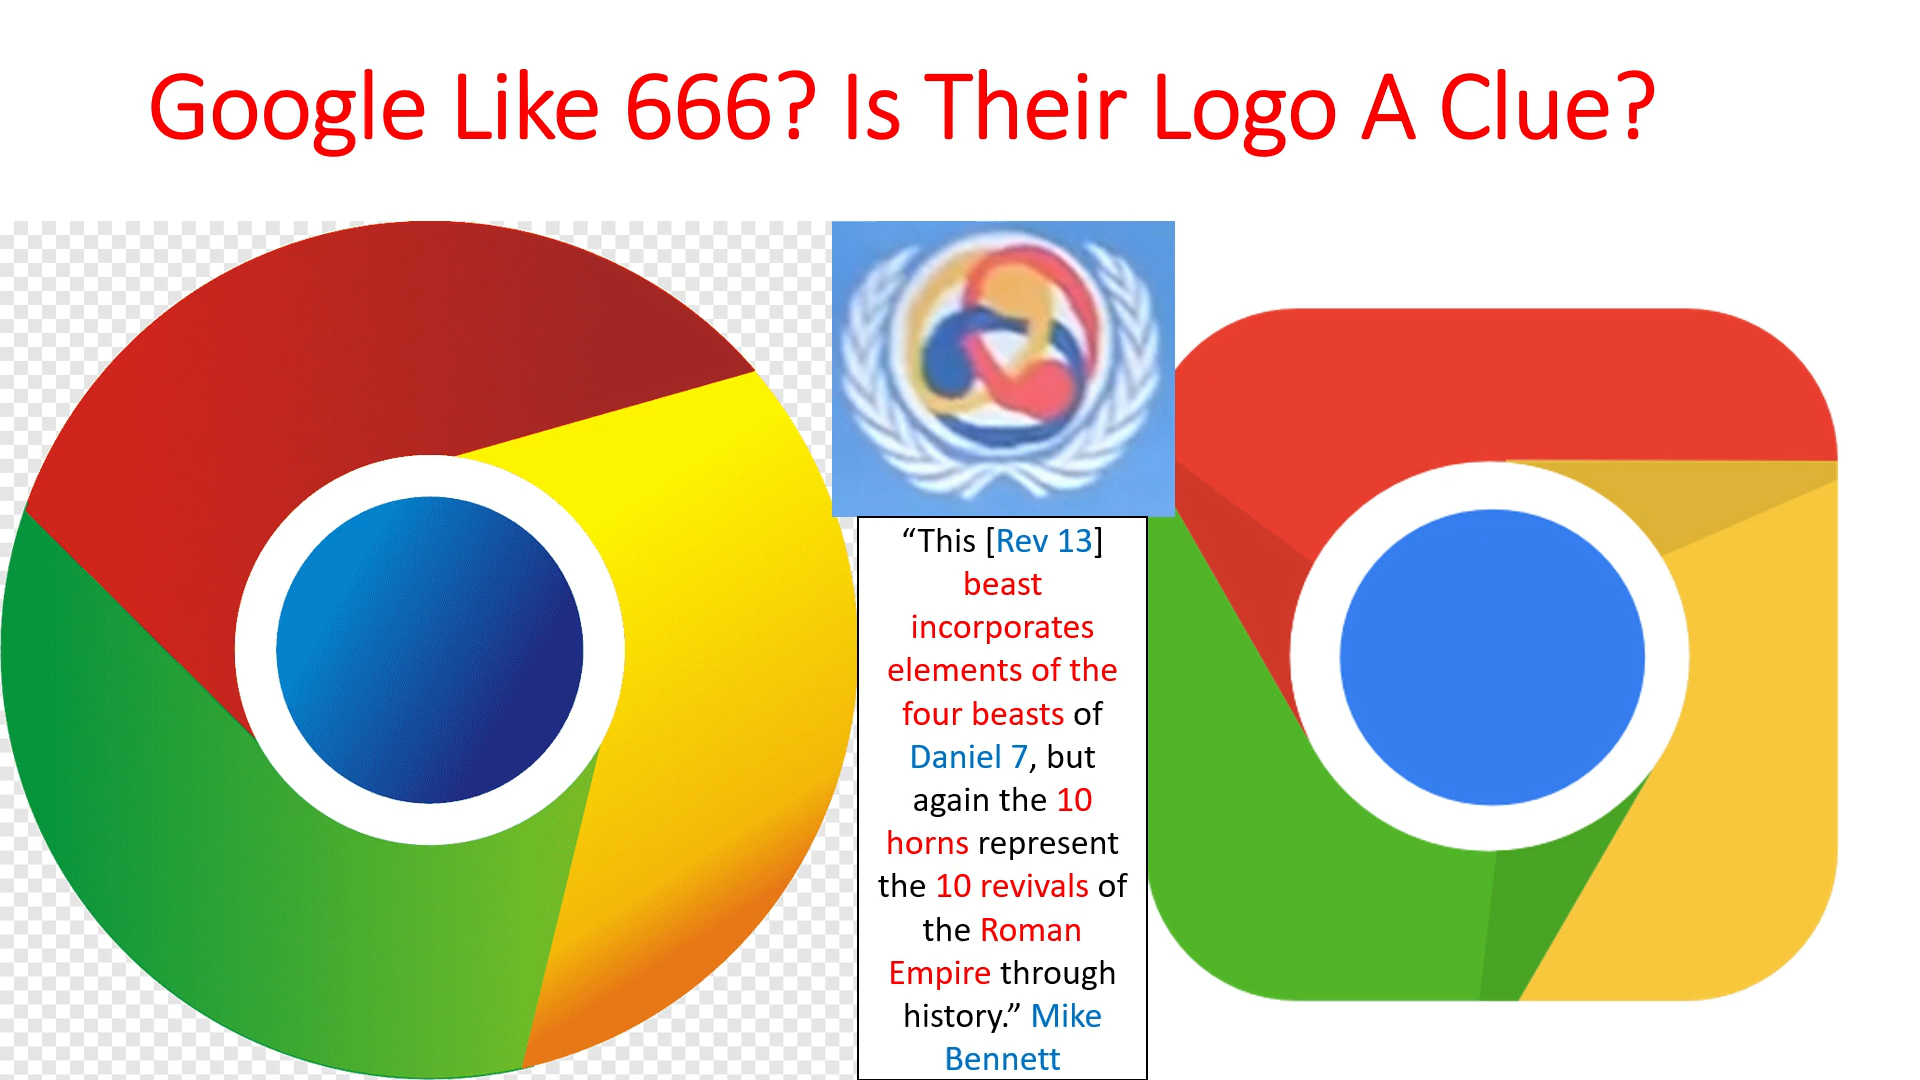 Google Like 666? Is Their Logo A Clue?
“This [Rev 13]
beast
incorporates
elements of the
four beasts of
Daniel 7, but
again the 10
horns represent
the 10 revivals of
the Roman
Empire through
history.” Mike
Bennett